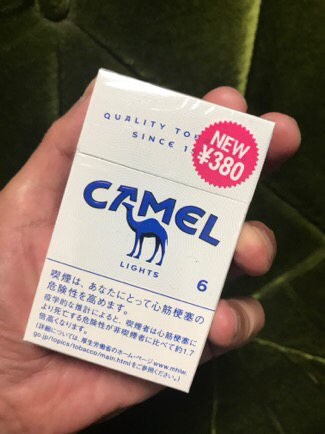 QUALITY
SINCE
NEW
¥380
CAMEL
LIGHTS
6
喫煙は、あなたにとって心筋梗塞の
危険性を高めます。
疫学的な推計によると、喫煙者は心筋梗塞に
より死亡する危険性が非喫煙者に比べて約1.7
倍高くなります。
(詳細については、厚生労働省のホーム・ページwww.mhlw.
go.jp/topics/tobacco/main.htmlをご参照ください。)